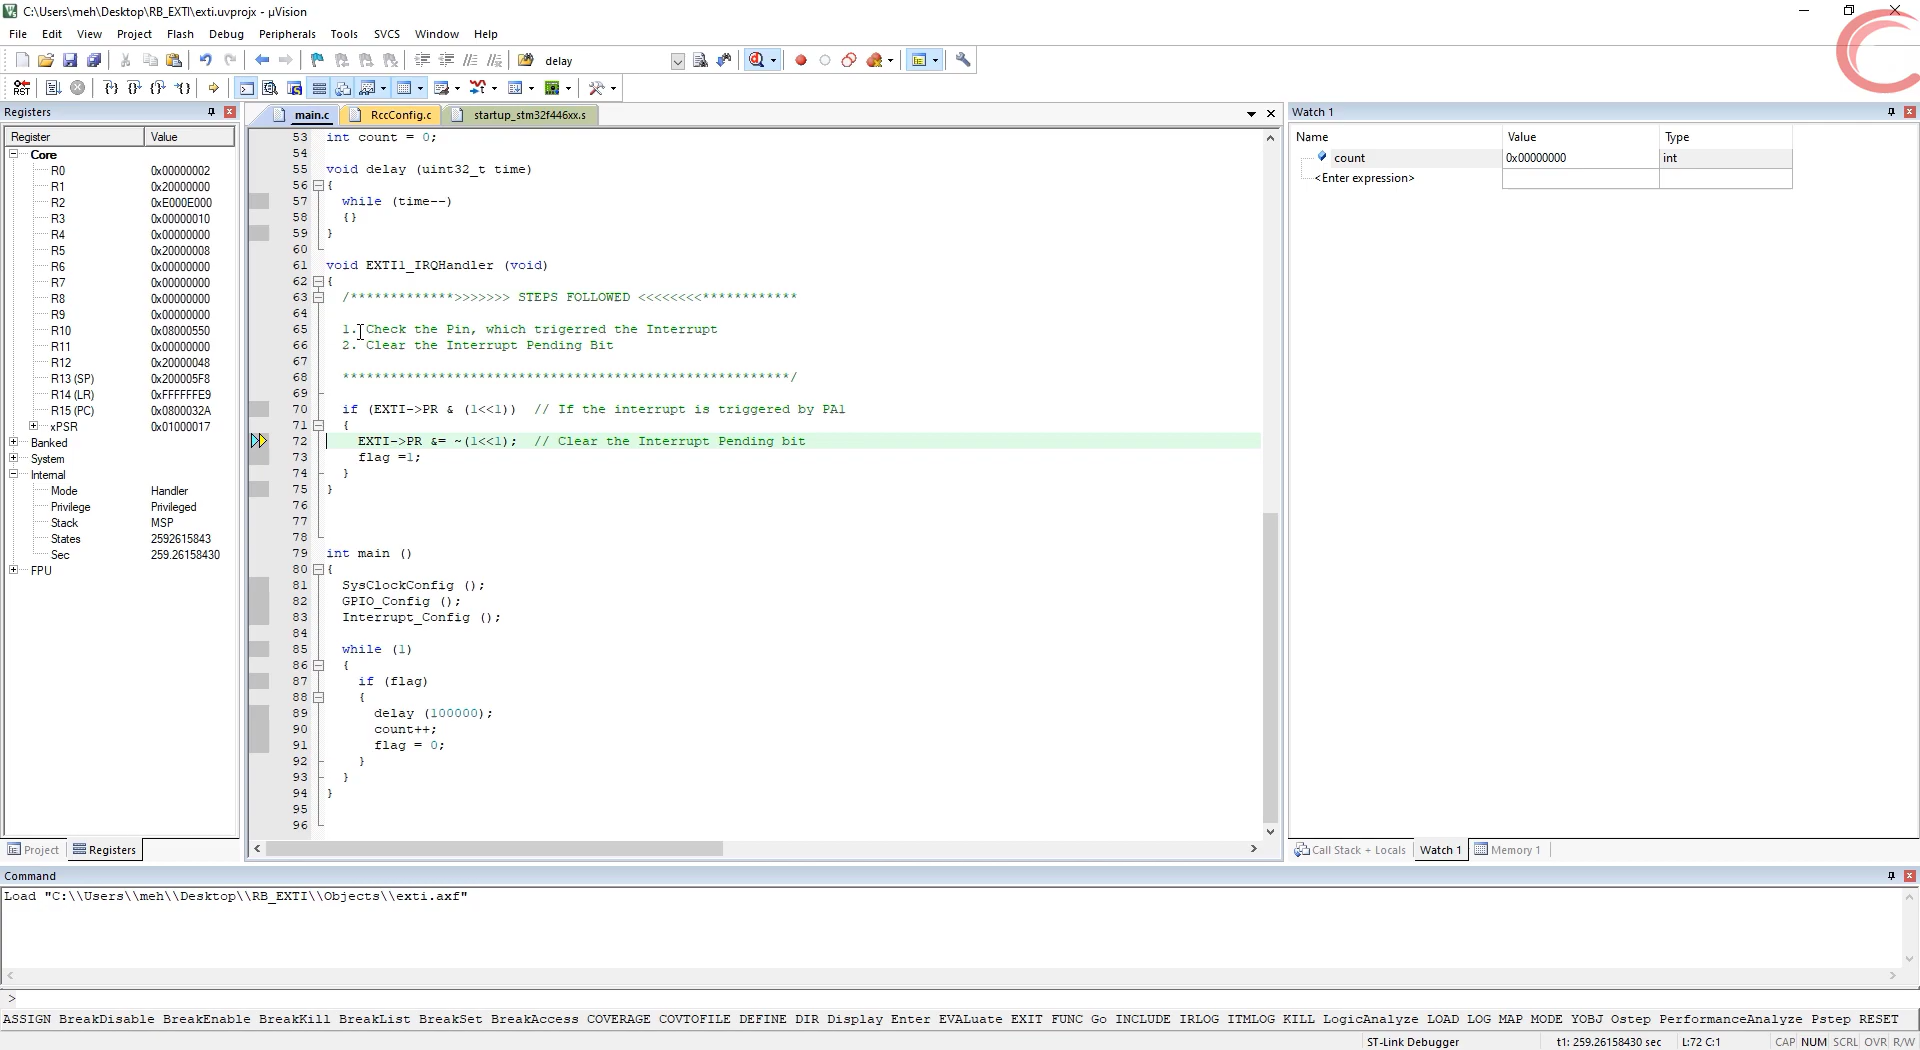 C:\Users\meh\Desktop\RB_EXTI\exti.uvprojx - µVision
File Edit View Project Flash Debug Peripherals Tools SVCS Window Help
delay
RST
Registers
Register Value
Core
R0 0x00000002
R1 0x20000000
R2 0xE000E000
R3 0x00000010
R4 0x00000000
R5 0x20000008
R6 0x00000000
R7 0x00000000
R8 0x00000000
R9 0x00000000
R10 0x08000550
R11 0x00000000
R12 0x20000048
R13 (SP) 0x200005F8
R14 (LR) 0xFFFFFFE9
R15 (PC) 0x0800032A
xPSR 0x01000017
Banked
System
Internal
Mode Handler
Privilege Privileged
Stack MSP
States 2592615843
Sec 259.26158430
FPU
Project Registers
main.c RccConfig.c startup_stm32f446xx.s
53 int count = 0;
54
55 void delay (uint32_t time)
56 {
57 while (time--)
58 {}
59 }
60
61 void EXTI1_IRQHandler (void)
62 {
63 /*************>>>>>>> STEPS FOLLOWED <<<<<<<<************
64
65 1. Check the Pin, which trigerred the Interrupt
66 2. Clear the Interrupt Pending Bit
67
68 ********************************************************/
69
70 if (EXTI->PR & (1<<1)) // If the interrupt is triggered by PA1
71 {
72 EXTI->PR &= ~(1<<1); // Clear the Interrupt Pending bit
73 flag =1;
74 }
75 }
76
77
78
79 int main ()
80 {
81 SysClockConfig ();
82 GPIO_Config ();
83 Interrupt_Config ();
84
85 while (1)
86 {
87 if (flag)
88 {
89 delay (100000);
90 count++;
91 flag = 0;
92 }
93 }
94 }
95
96
Watch 1
Name Value Type
count 0x00000000 int
<Enter expression>
Call Stack + Locals Watch 1 Memory 1
Command
Load "C:\\Users\\meh\\Desktop\\RB_EXTI\\Objects\\exti.axf"
>
ASSIGN BreakDisable BreakEnable BreakKill BreakList BreakSet BreakAccess COVERAGE COVTOFILE DEFINE DIR Display Enter EVALuate EXIT FUNC Go INCLUDE IRLOG ITMLOG KILL LogicAnalyze LOAD LOG MAP MODE YOBJ Ostep PerformanceAnalyze Pstep RESET
ST-Link Debugger t1: 259.26158430 sec L:72 C:1 CAP NUM SCRL OVR R/W